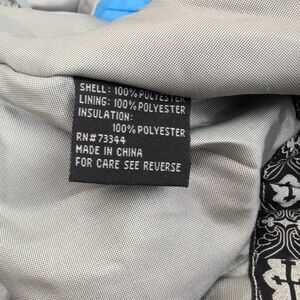 SHELL: 100% POLYESTER
LINING: 100% POLYESTER
INSULATION:
100% POLYESTER
RN#73344
MADE IN CHINA
FOR CARE SEE REVERSE